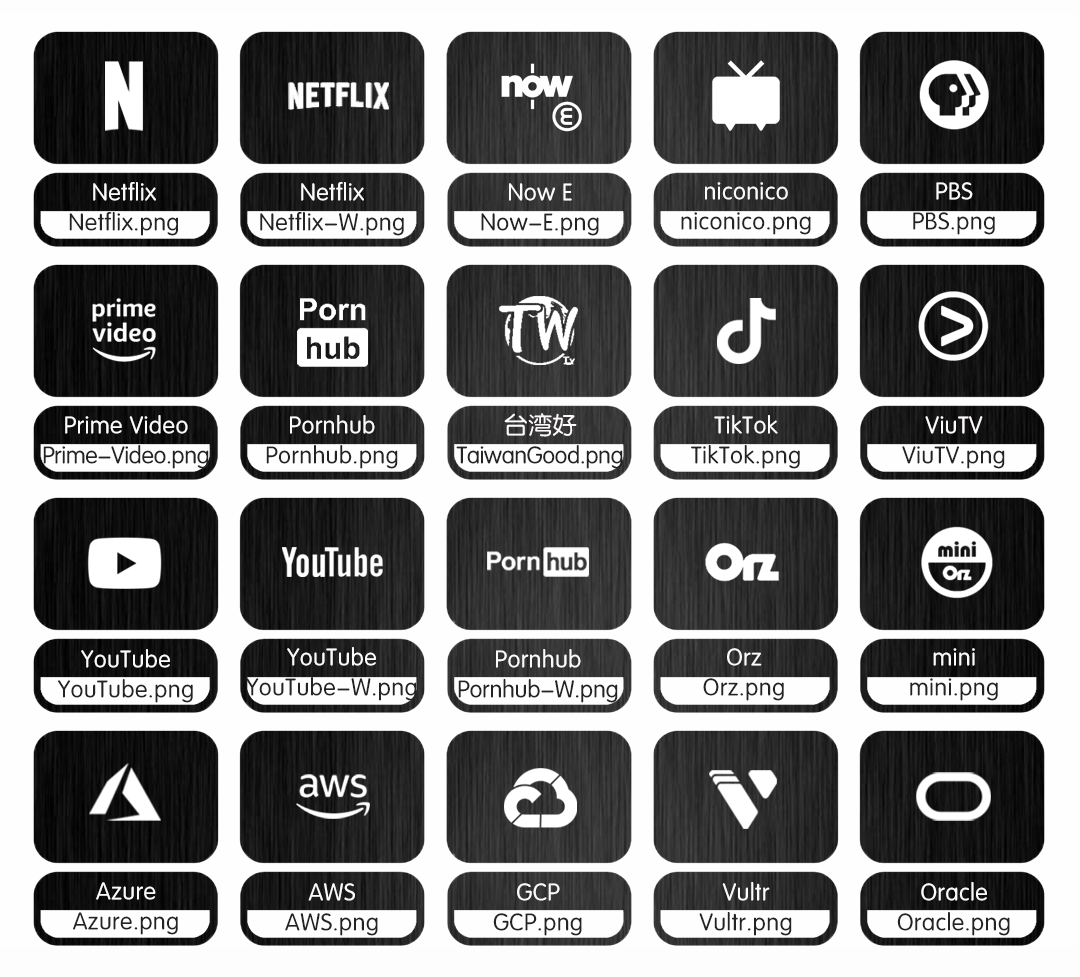 N
NETFLIX
now
E
Netflix
Netflix
Now E
niconico
PBS
Netflix.png
Netflix-W.png
Now-E.png
niconico.png
PBS.png
prime
video
Porn
hub
TW
TV
Prime Video
Pornhub
台湾好
TikTok
ViuTV
Prime-Video.png
Pornhub.png
TaiwanGood.png
TikTok.png
ViuTV.png
YouTube
Porn hub
Orz
mini
Orz
YouTube
YouTube
Pornhub
Orz
mini
YouTube.png
YouTube-W.png
Pornhub-W.png
Orz.png
mini.png
aws
Azure
AWS
GCP
Vultr
Oracle
Azure.png
AWS.png
GCP.png
Vultr.png
Oracle.png